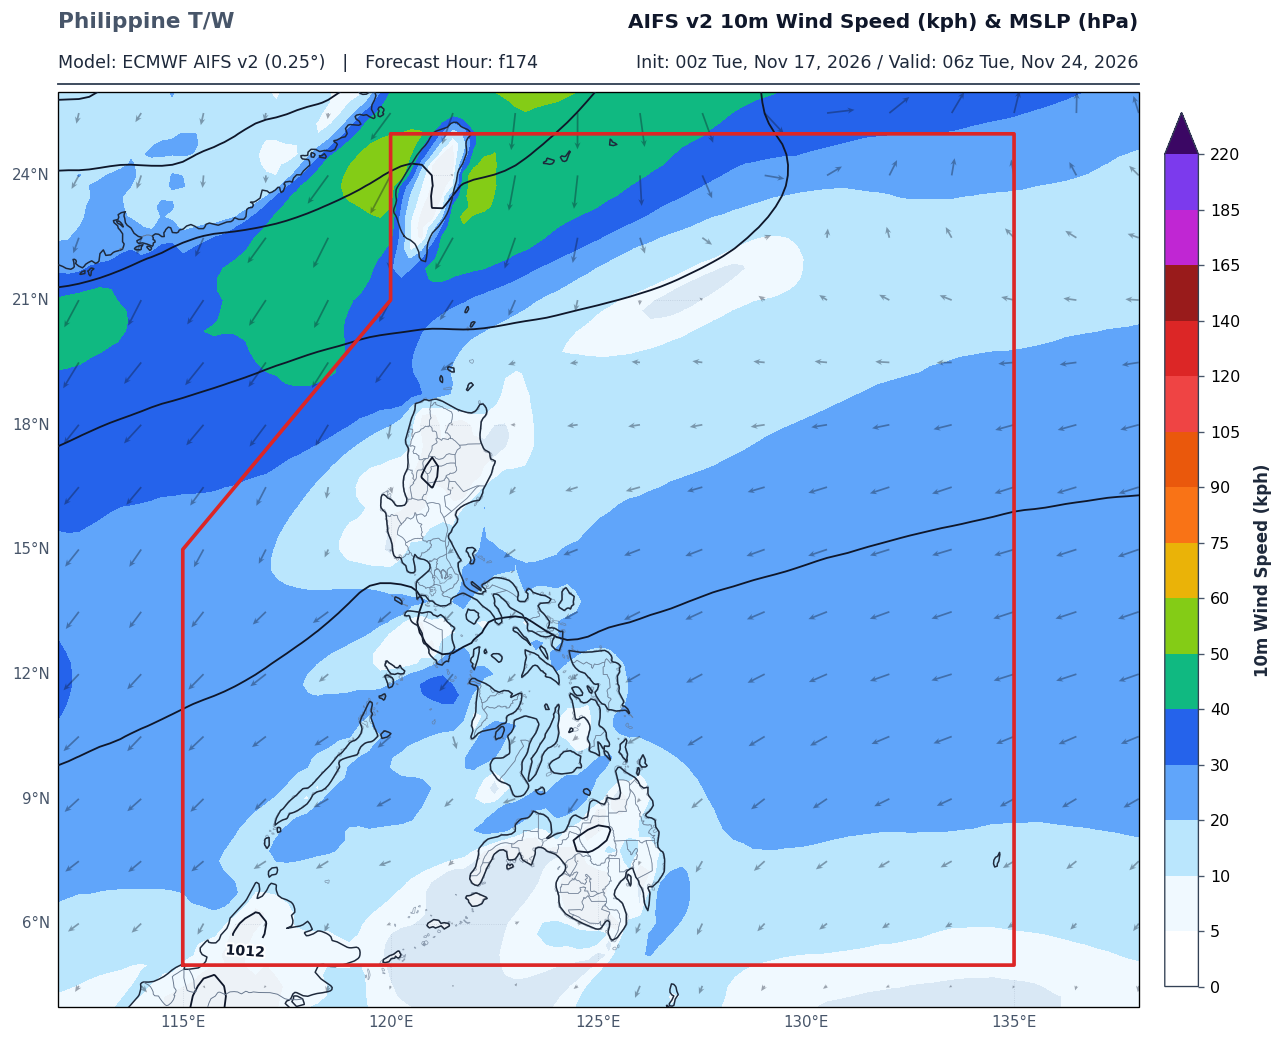 Philippine T/W
AIFS v2 10m Wind Speed (kph) & MSLP (hPa)
Model: ECMWF AIFS v2 (0.25°) | Forecast Hour: f174
Init: 00z Tue, Nov 17, 2026 / Valid: 06z Tue, Nov 24, 2026
24°N
21°N
18°N
15°N
12°N
9°N
6°N
1012
115°E
120°E
125°E
130°E
135°E
220
185
165
140
120
105
90
75
60
50
40
30
20
10
5
0
10m Wind Speed (kph)